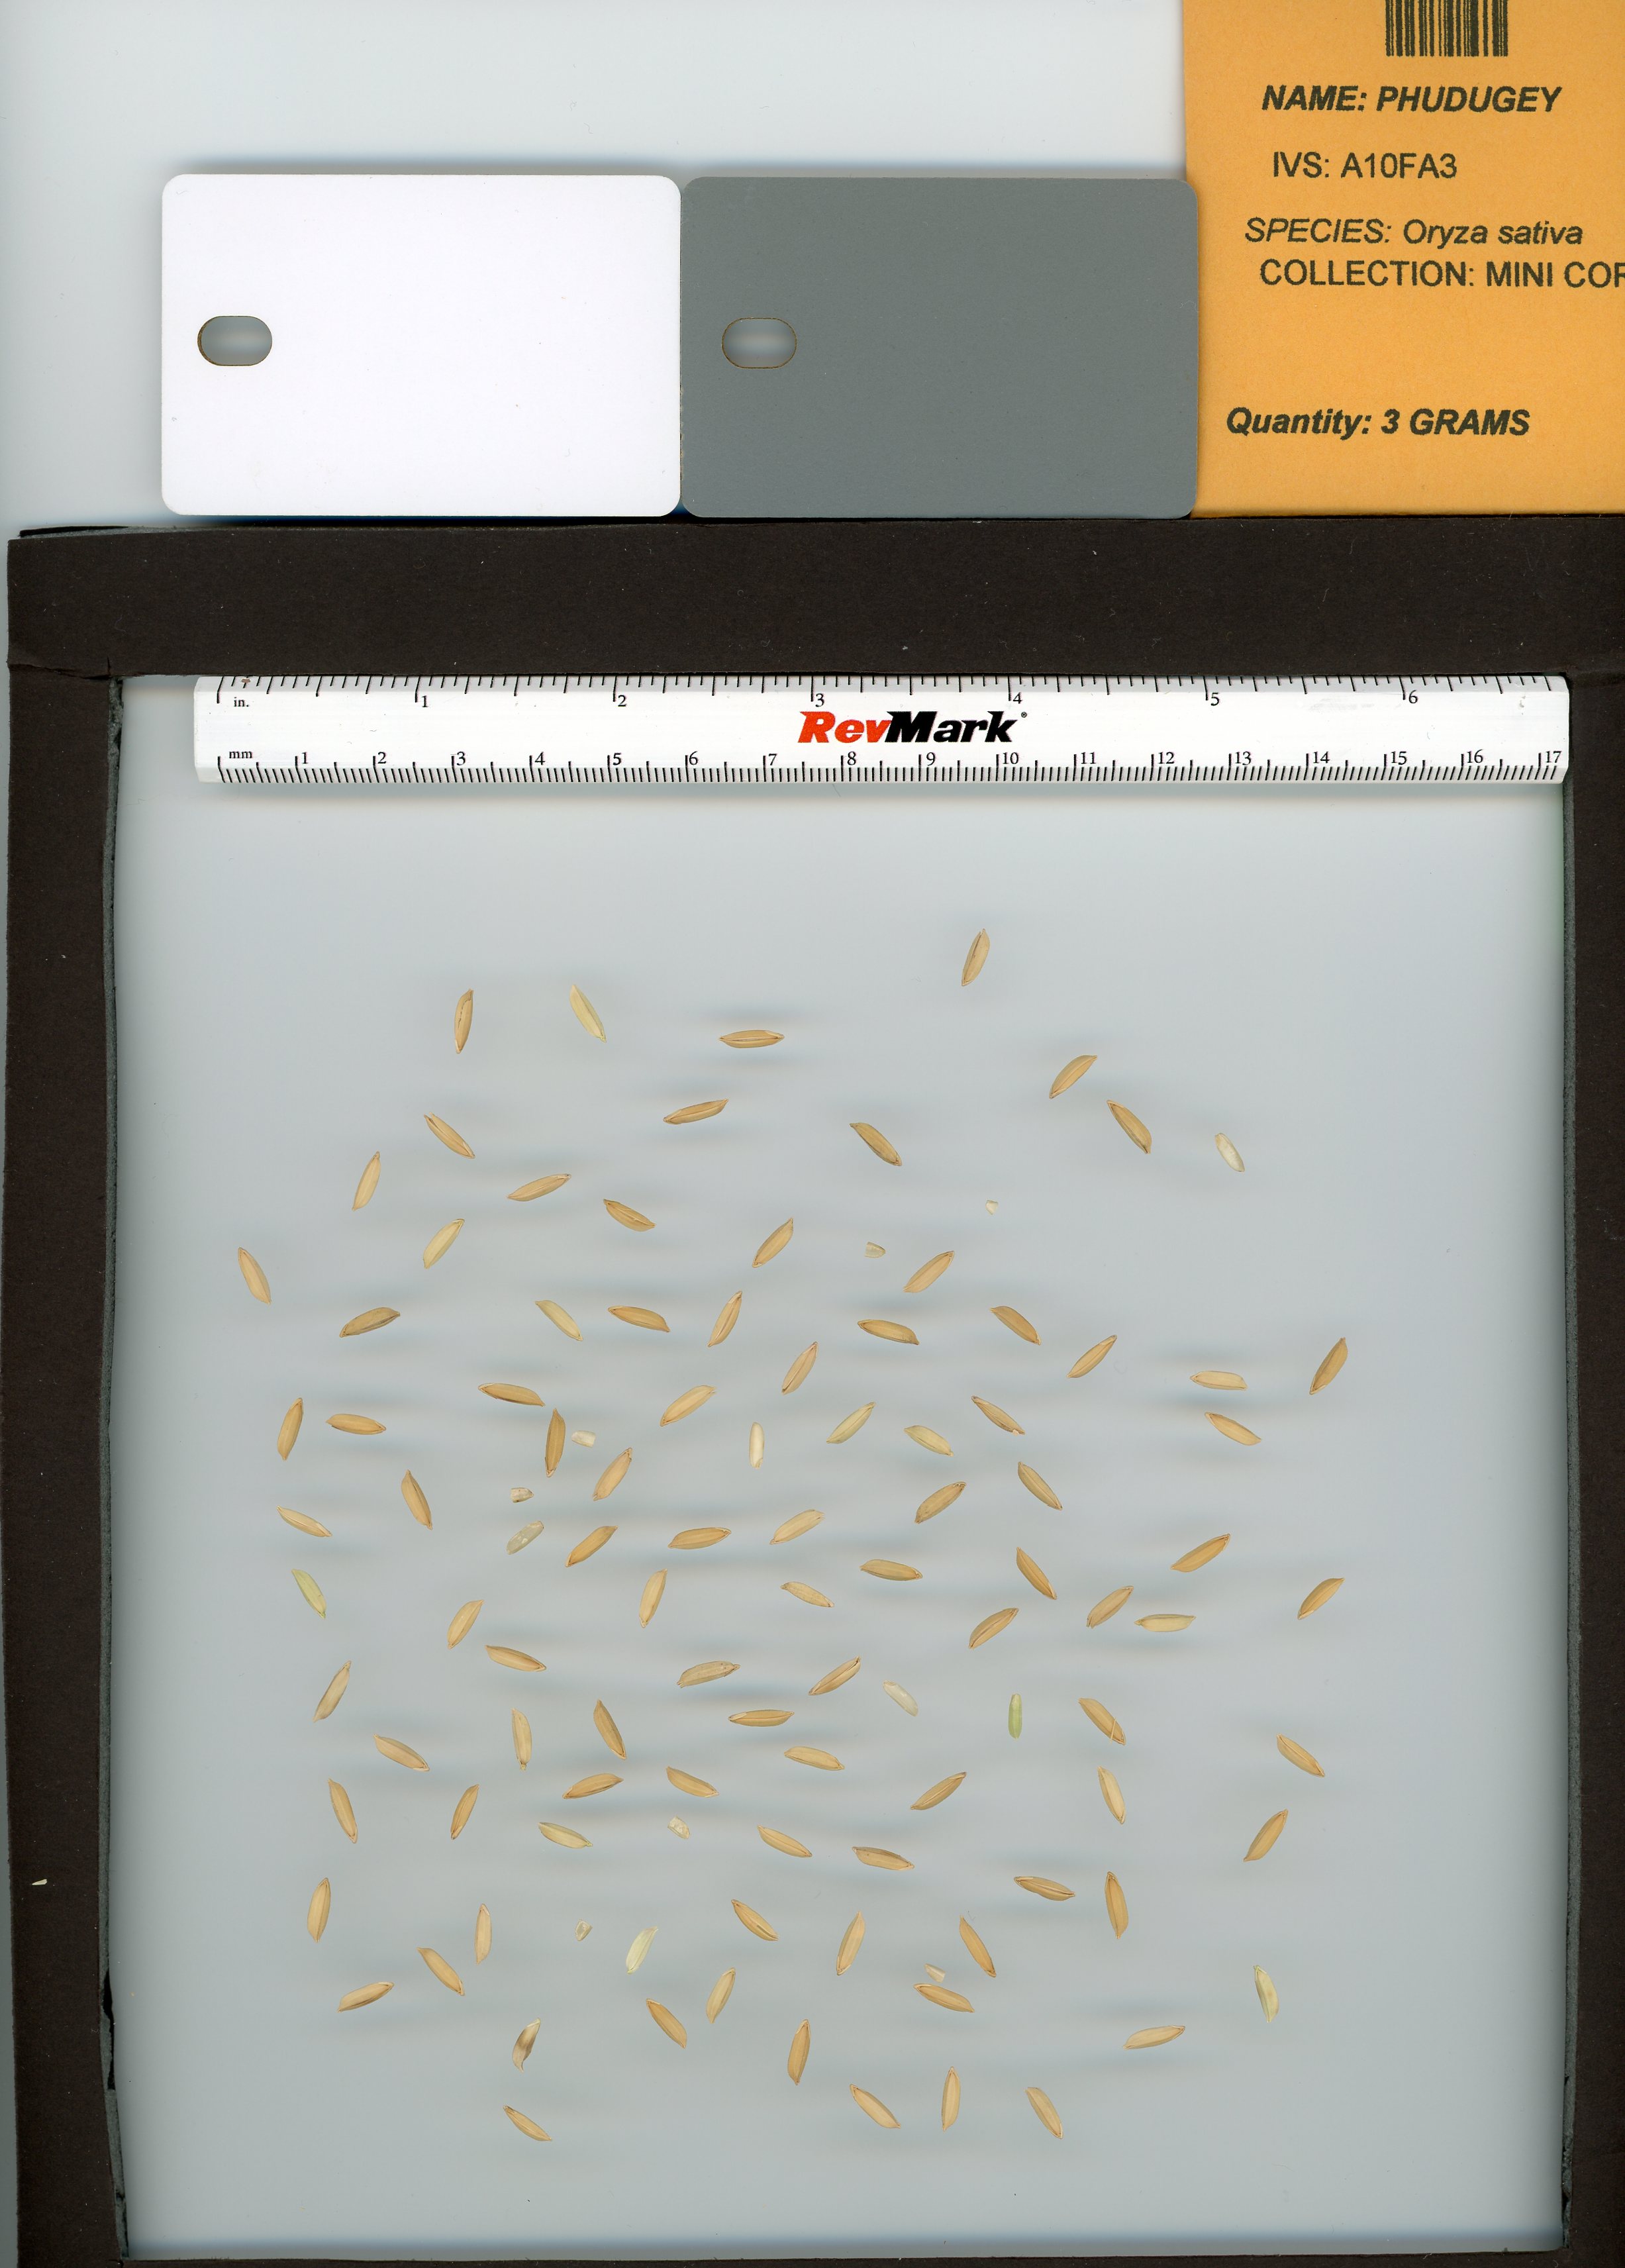 NAME: PHUDUGEY
IVS: A10FA3
SPECIES: Oryza sativa
COLLECTION: MINI COR
Quantity: 3 GRAMS
in. 1 2 3 4 5 6
RevMark®
mm 1 2 3 4 5 6 7 8 9 10 11 12 13 14 15 16 17